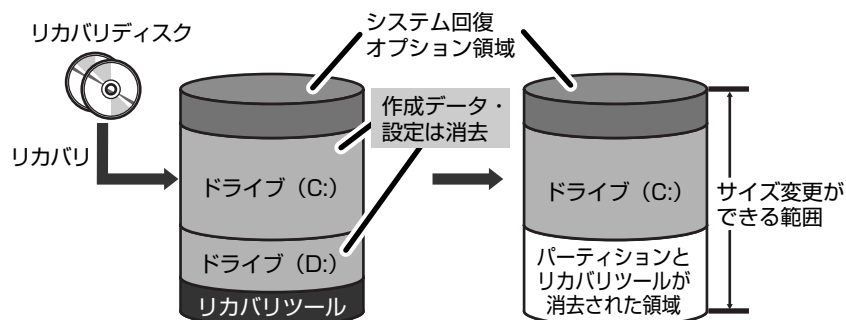 リカバリディスク
システム回復
オプション領域
作成データ・
設定は消去
リカバリ
ドライブ（C:）
ドライブ（D:）
リカバリツール
ドライブ（C:）
サイズ変更が
できる範囲
パーティションと
リカバリツールが
消去された領域